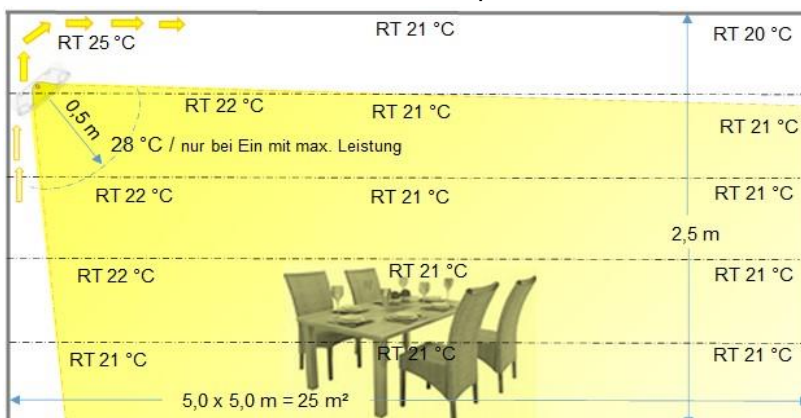 RT 25 °C
RT 21 °C
RT 20 °C
0,5 m
RT 22 °C
RT 21 °C
RT 21 °C
28 °C / nur bei Ein mit max. Leistung
RT 22 °C
RT 21 °C
RT 21 °C
2,5 m
RT 22 °C
RT 21 °C
RT 21 °C
RT 21 °C
RT 21 °C
RT 21 °C
5,0 x 5,0 m = 25 m²